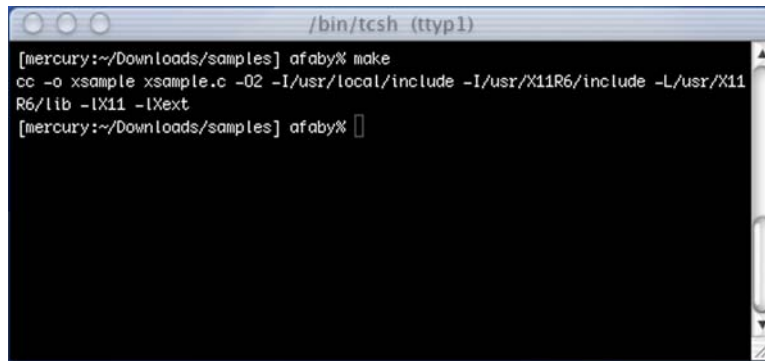 /bin/tcsh (ttyp1)
[mercury:~/Downloads/samples] afaby% make
cc -o xsample xsample.c -O2 -I/usr/local/include -I/usr/X11R6/include -L/usr/X11
R6/lib -lX11 -lXext
[mercury:~/Downloads/samples] afaby%